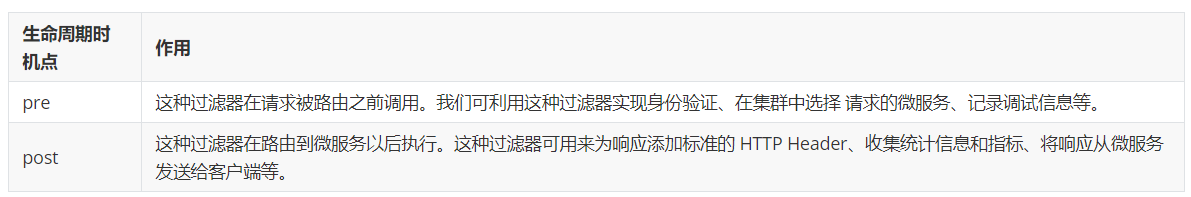 生命周期时
机点
作用
pre
这种过滤器在请求被路由之前调用。我们可利用这种过滤器实现身份验证、在集群中选择 请求的微服务、记录调试信息等。
post
这种过滤器在路由到微服务以后执行。这种过滤器可用来为响应添加标准的 HTTP Header、收集统计信息和指标、将响应从微服务
发送给客户端等。